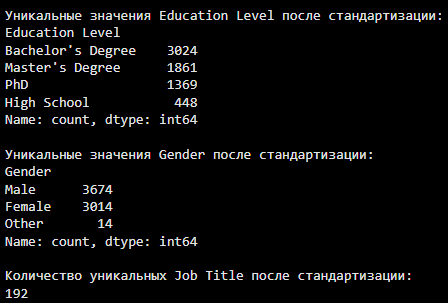 Уникальные значения Education Level после стандартизации:
Education Level
Bachelor's Degree    3024
Master's Degree      1861
PhD                  1369
High School           448
Name: count, dtype: int64

Уникальные значения Gender после стандартизации:
Gender
Male      3674
Female    3014
Other       14
Name: count, dtype: int64

Количество уникальных Job Title после стандартизации:
192